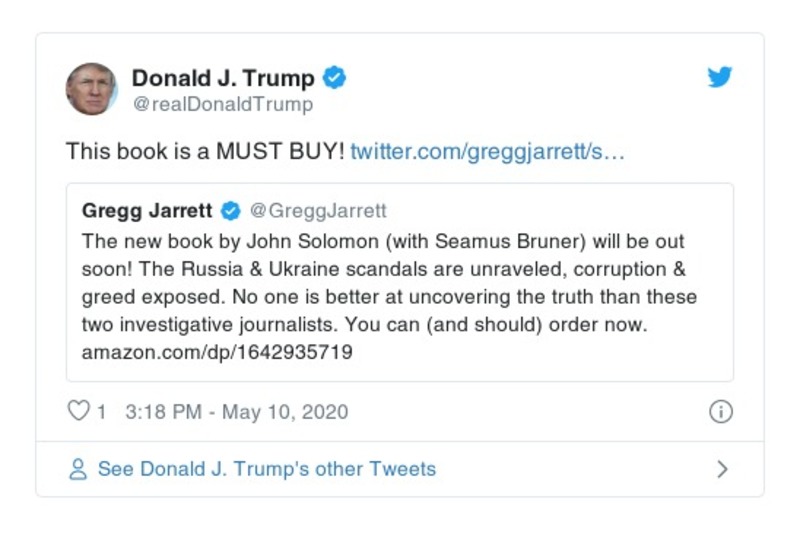 Donald J. Trump
@realDonaldTrump
This book is a MUST BUY! twitter.com/greggjarrett/s…
Gregg Jarrett @GreggJarrett
The new book by John Solomon (with Seamus Bruner) will be out
soon! The Russia & Ukraine scandals are unraveled, corruption &
greed exposed. No one is better at uncovering the truth than these
two investigative journalists. You can (and should) order now.
amazon.com/dp/1642935719
1 3:18 PM - May 10, 2020
See Donald J. Trump's other Tweets